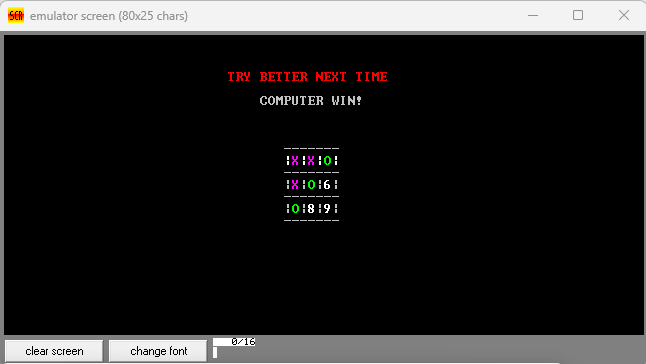 SCR emulator screen (80x25 chars)
TRY BETTER NEXT TIME
COMPUTER WIN!
-------
|X|X|O|
-------
|X|O|6|
-------
|O|8|9|
-------
clear screen change font 0/16